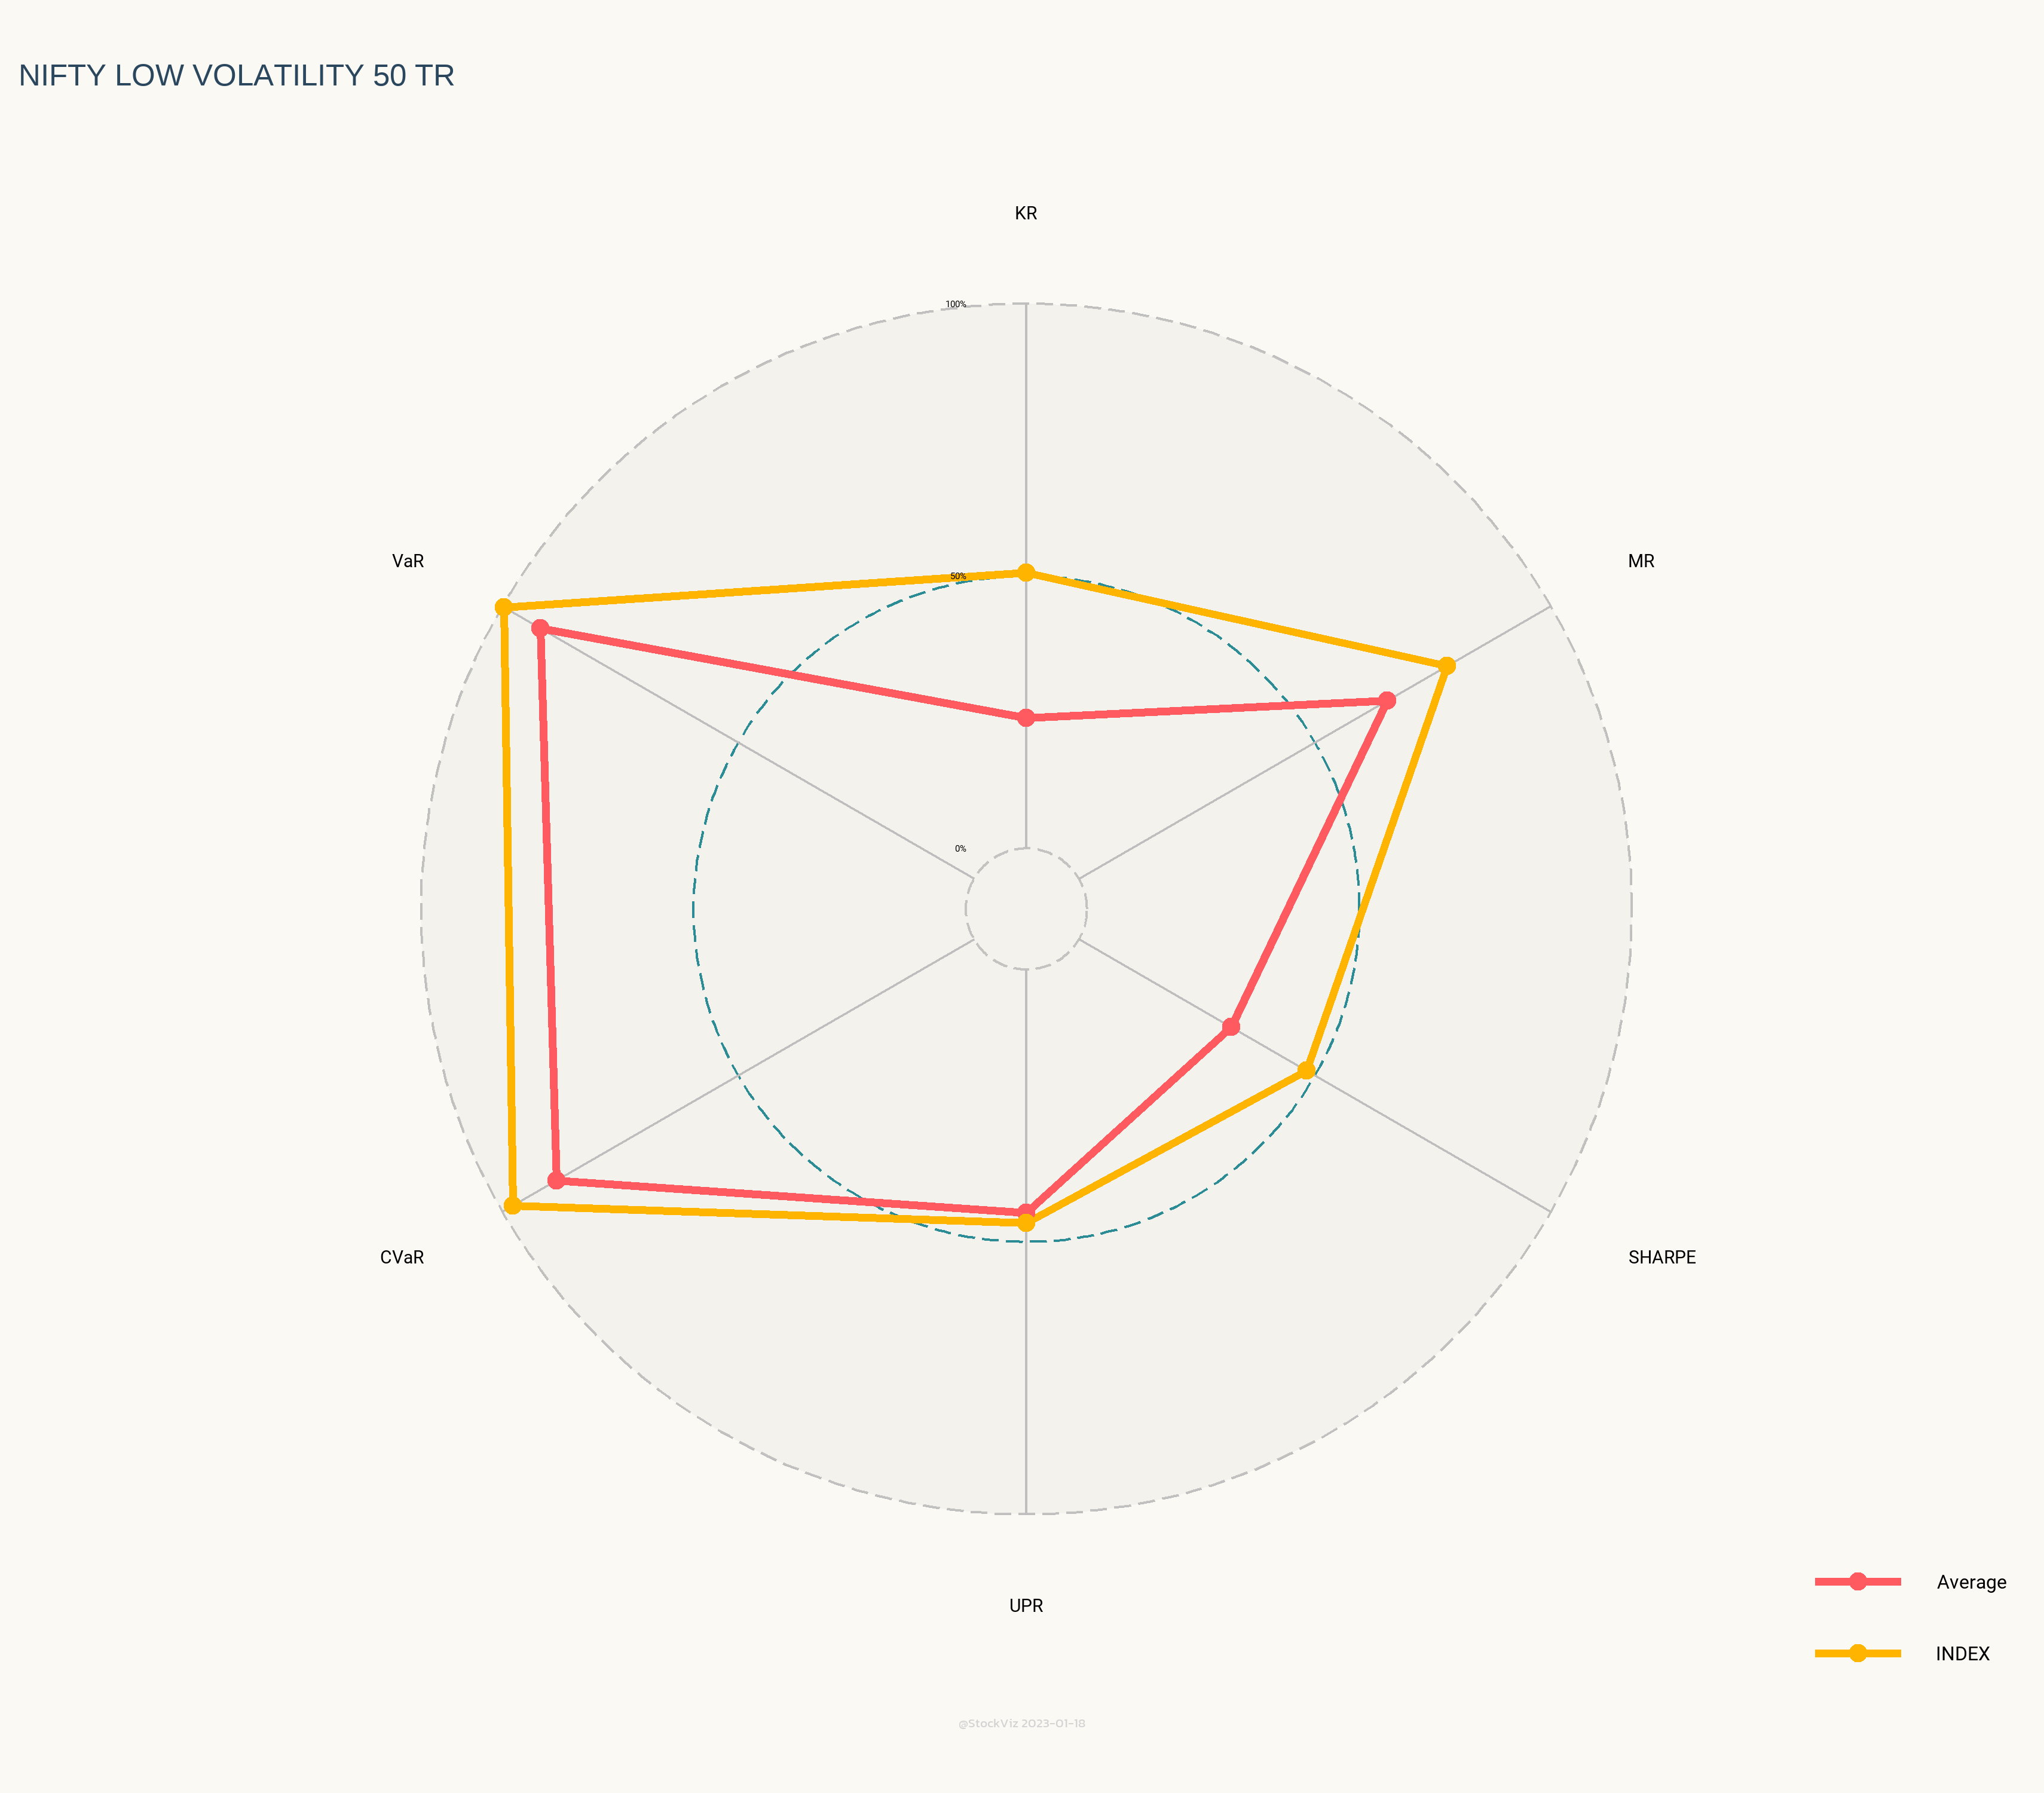 NIFTY LOW VOLATILITY 50 TR
KR
100%
VaR
MR
50%
0%
CVaR
SHARPE
UPR
Average
INDEX
@StockViz 2023-01-18